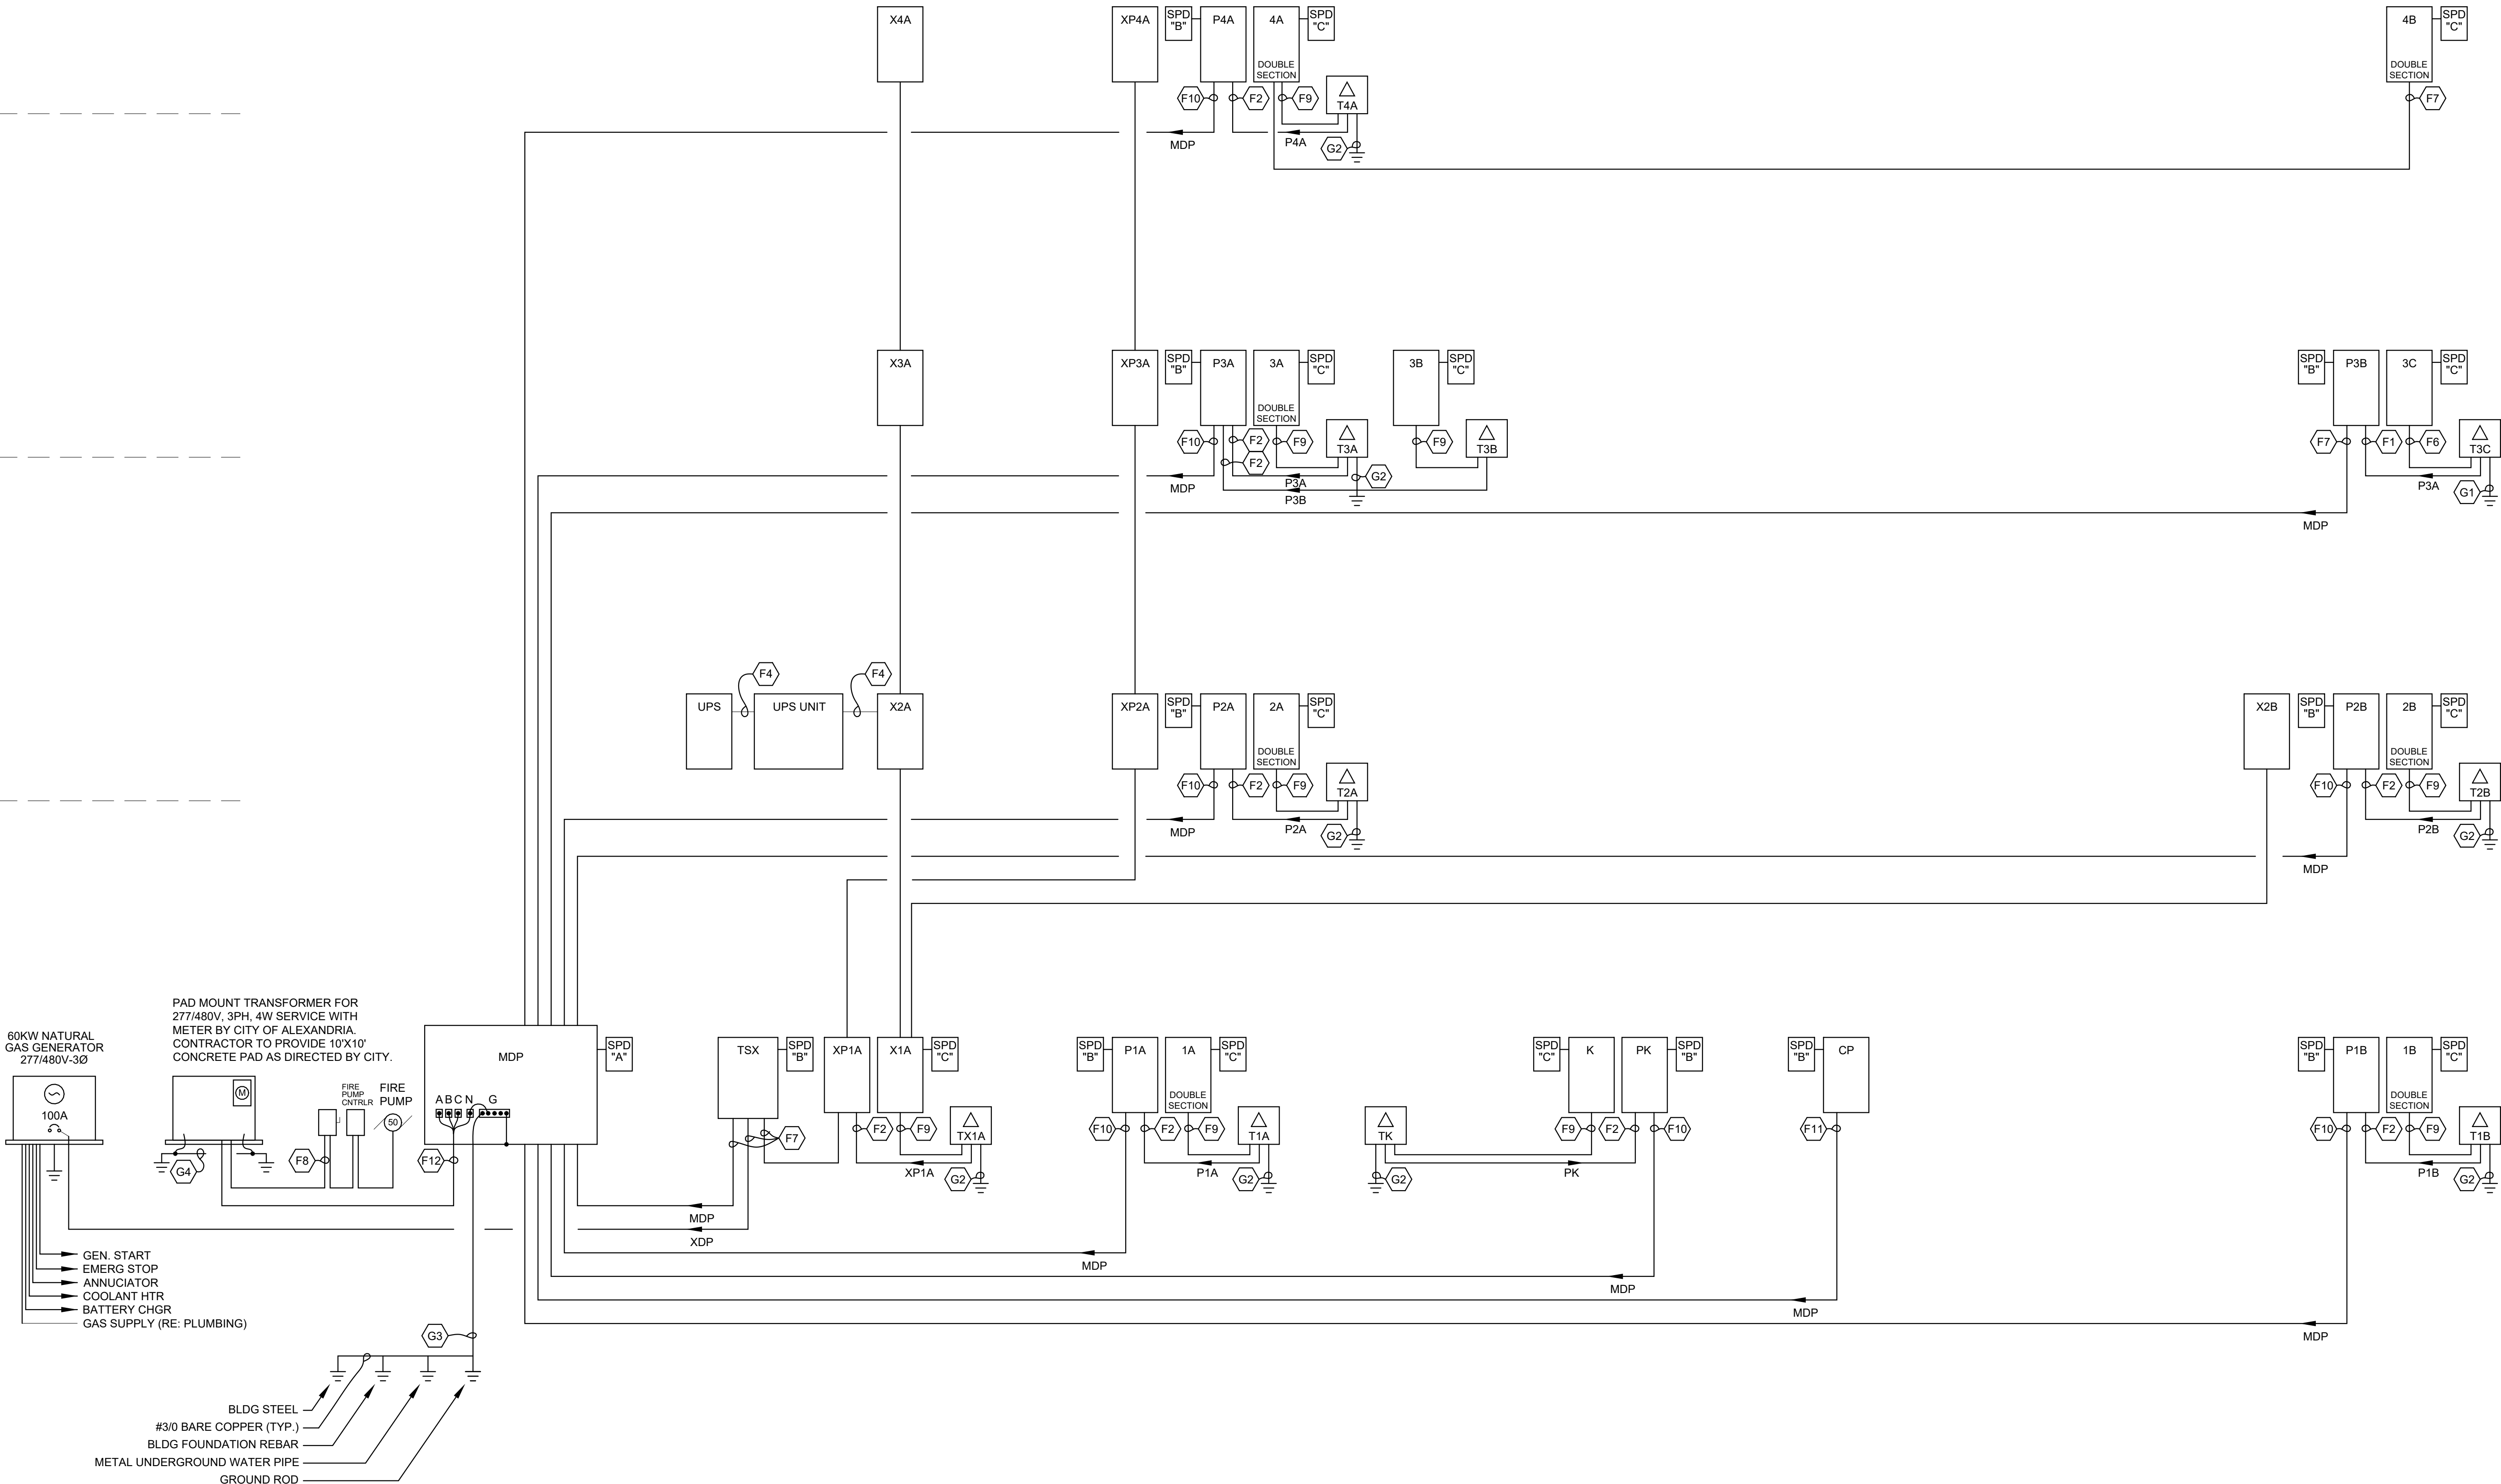 X4A
XP4A
SPD
"B"
P4A
4A
DOUBLE
SECTION
SPD
"C"
4B
DOUBLE
SECTION
SPD
"C"
F10
F2
F9
T4A
F7
MDP
P4A
G2
X3A
XP3A
SPD
"B"
P3A
3A
DOUBLE
SECTION
SPD
"C"
3B
SPD
"C"
SPD
"B"
P3B
3C
SPD
"C"
F10
F2
F9
F2
T3A
F9
T3B
F7
F1
F6
T3C
MDP
P3A
P3B
G2
P3A
G1
MDP
F4
F4
UPS
UPS UNIT
X2A
XP2A
SPD
"B"
P2A
2A
DOUBLE
SECTION
SPD
"C"
X2B
SPD
"B"
P2B
2B
DOUBLE
SECTION
SPD
"C"
F10
F2
F9
T2A
F10
F2
F9
T2B
MDP
P2A
G2
P2B
G2
MDP
60KW NATURAL
GAS GENERATOR
277/480V-3Ø
100A
PAD MOUNT TRANSFORMER FOR
277/480V, 3PH, 4W SERVICE WITH
METER BY CITY OF ALEXANDRIA.
CONTRACTOR TO PROVIDE 10'X10'
CONCRETE PAD AS DIRECTED BY CITY.
M
FIRE
PUMP
CNTRLR
FIRE
PUMP
50
MDP
A B C N G
SPD
"A"
TSX
SPD
"B"
XP1A
X1A
SPD
"C"
SPD
"B"
P1A
1A
DOUBLE
SECTION
SPD
"C"
SPD
"C"
K
PK
SPD
"B"
SPD
"B"
CP
SPD
"B"
P1B
1B
DOUBLE
SECTION
SPD
"C"
G4
F8
F12
F7
F2
F9
TX1A
F10
F2
F9
T1A
TK
F9
F2
F10
F11
F10
F2
F9
T1B
XP1A
G2
P1A
G2
G2
PK
P1B
G2
MDP
XDP
MDP
MDP
MDP
MDP
GEN. START
EMERG STOP
ANNUCIATOR
COOLANT HTR
BATTERY CHGR
GAS SUPPLY (RE: PLUMBING)
G3
BLDG STEEL
#3/0 BARE COPPER (TYP.)
BLDG FOUNDATION REBAR
METAL UNDERGROUND WATER PIPE
GROUND ROD